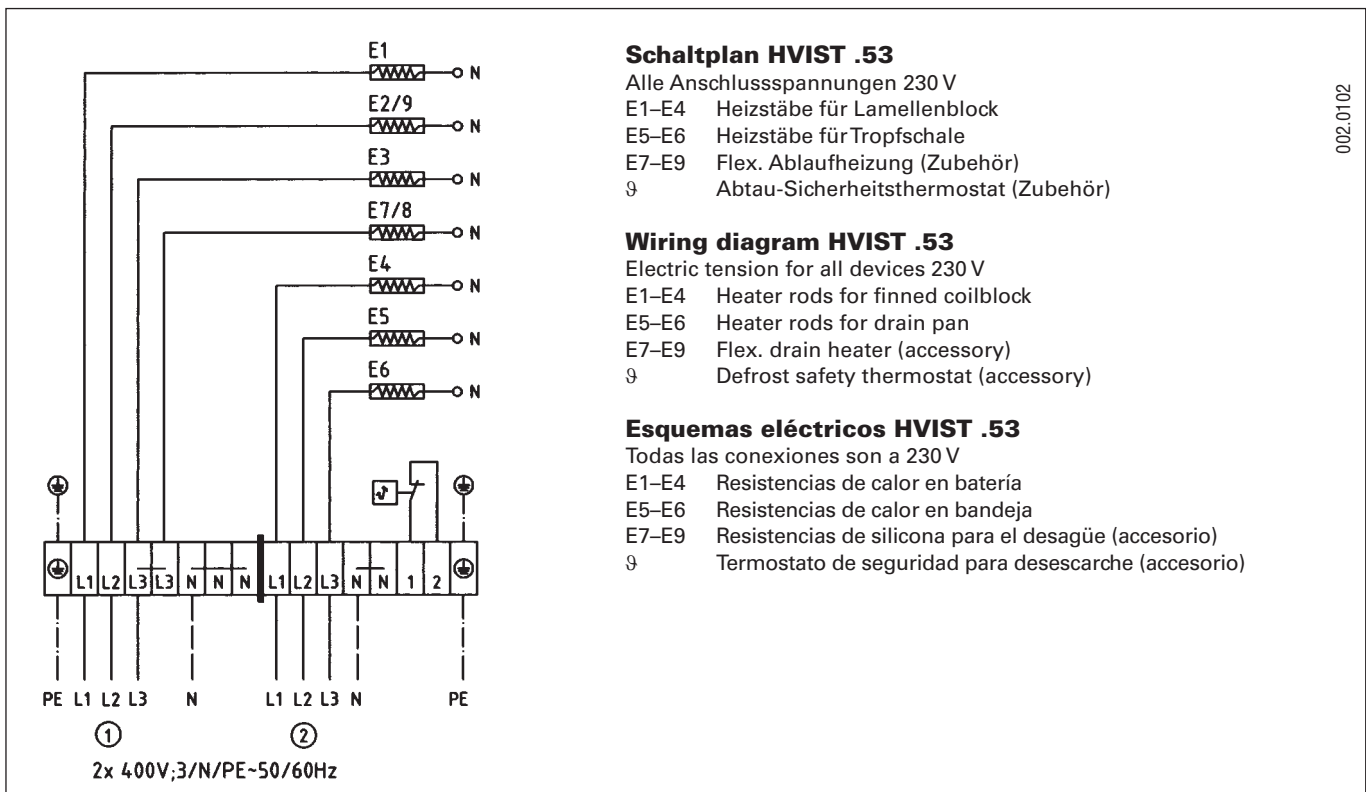 E1
N
E2/9
N
E3
N
E7/8
N
E4
N
E5
N
E6
N
L1 L2 L3 L3 N N N L1 L2 L3 N N 1 2
PE L1 L2 L3 N L1 L2 L3 N PE
① ②
2x 400V;3/N/PE~50/60Hz
Schaltplan HVIST .53
Alle Anschlussspannungen 230 V
E1–E4 Heizstäbe für Lamellenblock
E5–E6 Heizstäbe für Tropfschale
E7–E9 Flex. Ablaufheizung (Zubehör)
ϑ Abtau-Sicherheitsthermostat (Zubehör)
Wiring diagram HVIST .53
Electric tension for all devices 230 V
E1–E4 Heater rods for finned coilblock
E5–E6 Heater rods for drain pan
E7–E9 Flex. drain heater (accessory)
ϑ Defrost safety thermostat (accessory)
Esquemas eléctricos HVIST .53
Todas las conexiones son a 230 V
E1–E4 Resistencias de calor en batería
E5–E6 Resistencias de calor en bandeja
E7–E9 Resistencias de silicona para el desagüe (accesorio)
ϑ Termostato de seguridad para desescarche (accesorio)
002.0102